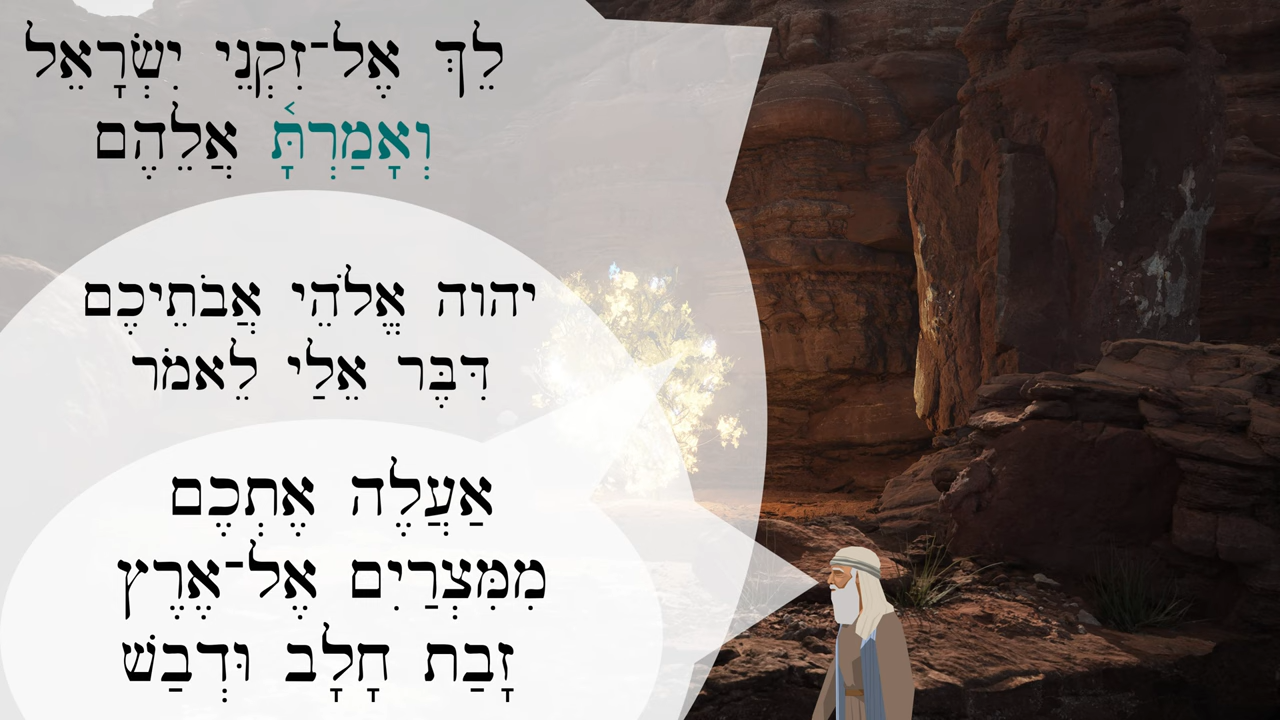 לֵךְ אֶל־זִקְנֵי יִשְׂרָאֵל
וְאָמַרְתָּ֫ אֲלֵהֶם
יהוה אֱלֹהֵי אֲבֹתֵיכֶם
דִּבֶּר אֵלַי לֵאמֹר
אַעֲלֶה אֶתְכֶם
מִמִּצְרַיִם אֶל־אֶרֶץ
זָבַת חָלָב וּדְבַשׁ